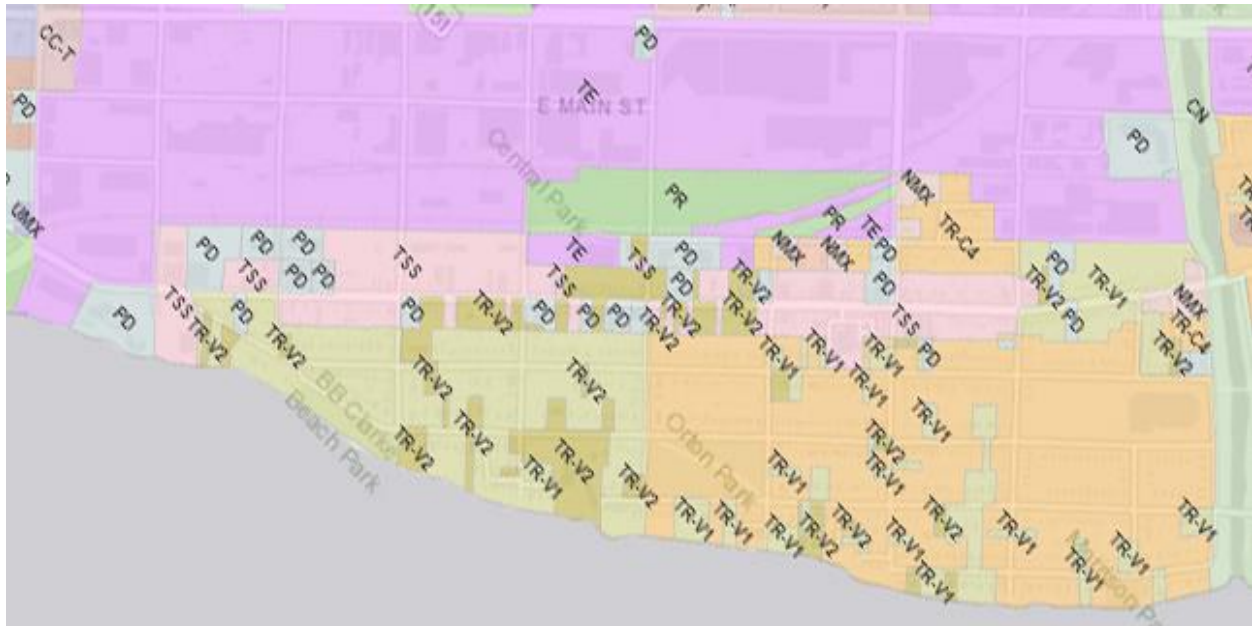 CC-T
151
PD
TE
E MAIN ST
PD
CN
PD
UMX
Central Park
PR
NMX
PR
TE
PD
TR-C4
PD
PD
PD
PD
PD
TSS
TSS
TE
TSS
PD
PD
TR-V2
NMX
NMX
PD
PD
TR-V2
TR-V1
PD
NMX
TR-C4
TR-V2
PD
TSS
TR-V2
PD
TR-V2
PD
TR-V2
PD
PD
PD
TR-V2
TR-V2
TR-V2
TSS
PD
TR-V1
TR-V1
TR-V1
TR-V1
BB Clarke
Beach Park
TR-V2
TR-V2
TR-V2
TR-V2
TR-V1
TR-V2
TR-V2
Orton Park
TR-V1
TR-V2
TR-V1
TR-V1
TR-V1
TR-V1
TR-V1
TR-V2
TR-V2
TR-V1
TR-V2
TR-V1
TR-V1
TR-V1
TR-V1
TR-V1